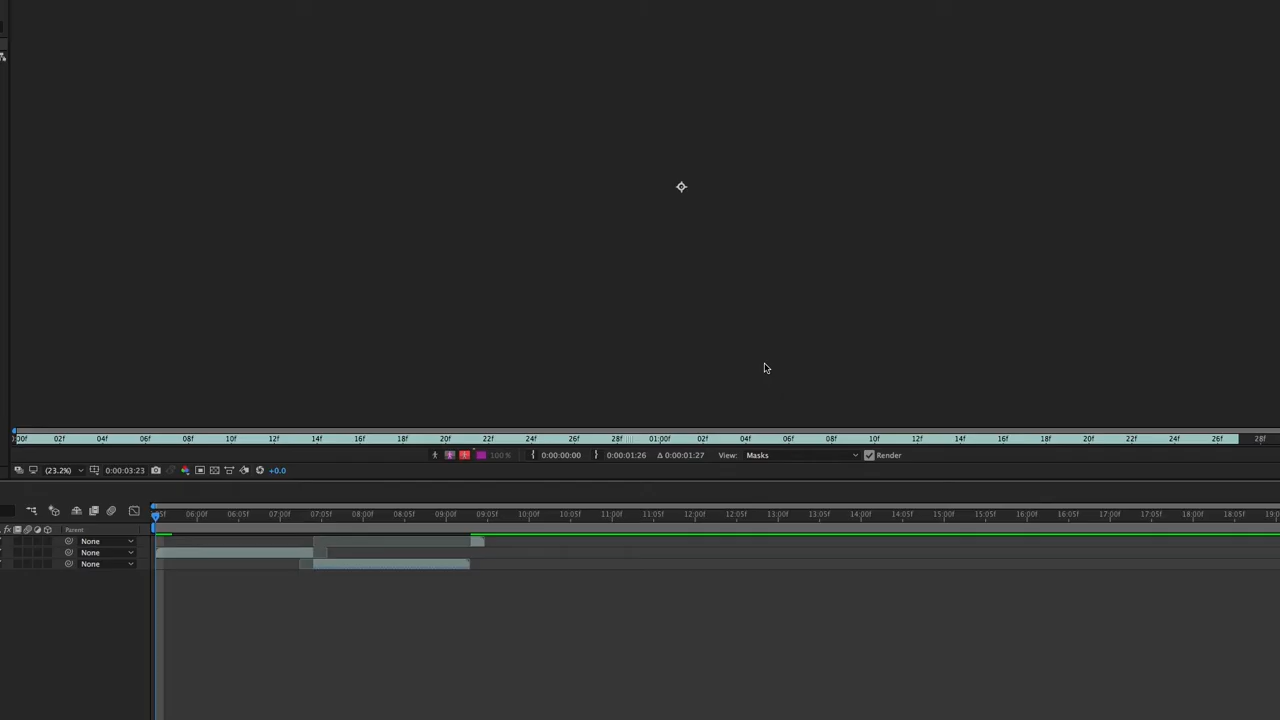 00f 02f 04f 06f 08f 10f 12f 14f 16f 18f 20f 22f 24f 26f 28f 01:00f 02f 04f 06f 08f 10f 12f 14f 16f 18f 20f 22f 24f 26f 28f
100% 0:00:00:00 0:00:01:26 Δ 0:00:01:27 View: Masks Render
(23.2%) 0:00:03:23 +0.0
05f 06:00f 06:05f 07:00f 07:05f 08:00f 08:05f 09:00f 09:05f 10:00f 10:05f 11:00f 11:05f 12:00f 12:05f 13:00f 13:05f 14:00f 14:05f 15:00f 15:05f 16:00f 16:05f 17:00f 17:05f 18:00f 18:05f 19:0
fx Parent
None
None
None